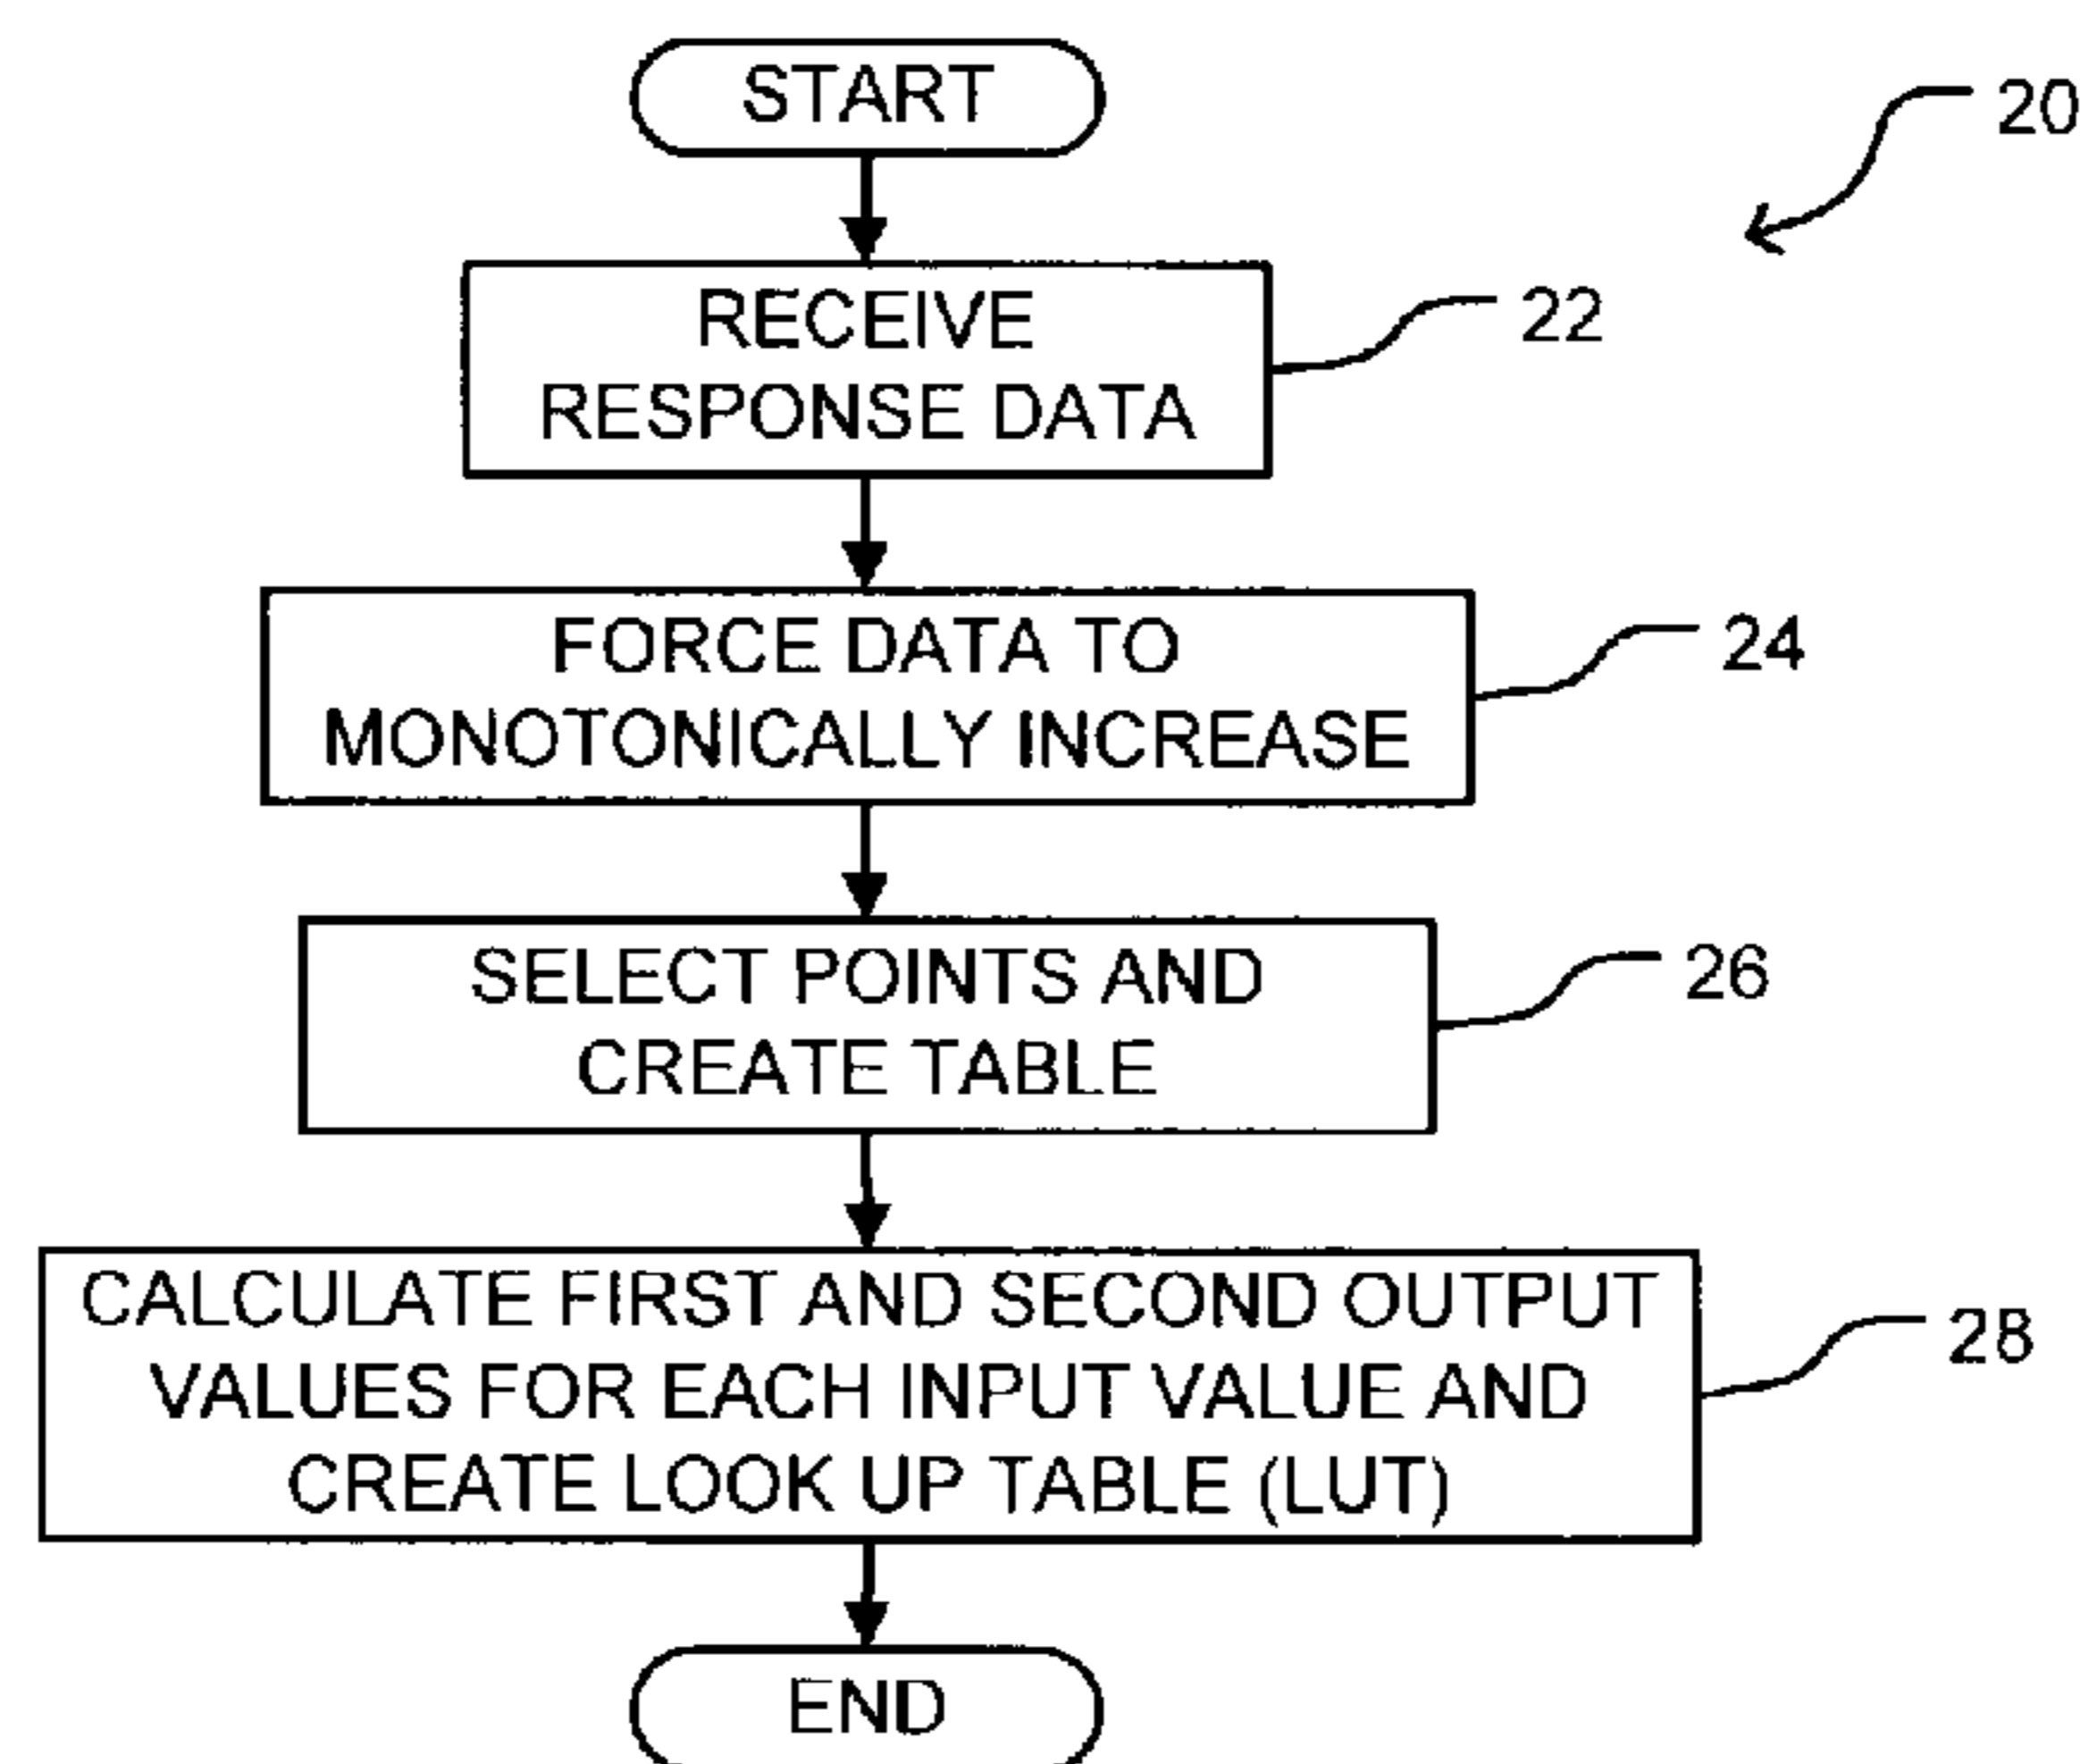 START
20
RECEIVE
RESPONSE DATA
22
FORCE DATA TO
MONOTONICALLY INCREASE
24
SELECT POINTS AND
CREATE TABLE
26
CALCULATE FIRST AND SECOND OUTPUT
VALUES FOR EACH INPUT VALUE AND
CREATE LOOK UP TABLE (LUT)
28
END